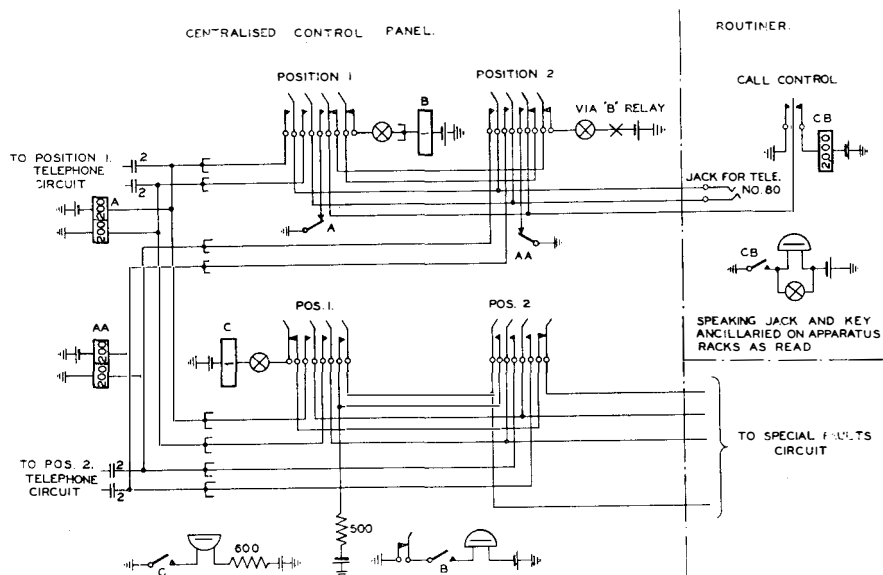 CENTRALISED CONTROL PANEL.
ROUTINER.
POSITION 1
POSITION 2
CALL CONTROL
B
VIA "B" RELAY
CB
2000
TO POSITION 1.
TELEPHONE
CIRCUIT
2
2
JACK FOR TELE.
NO. 80
A
200
200
A
AA
CB
AA
200
200
C
POS. 1.
POS. 2
SPEAKING JACK AND KEY
ANCILLARIED ON APPARATUS
RACKS AS READ
TO POS. 2.
TELEPHONE
CIRCUIT
2
2
TO SPECIAL FAULTS
CIRCUIT
500
C
600
B